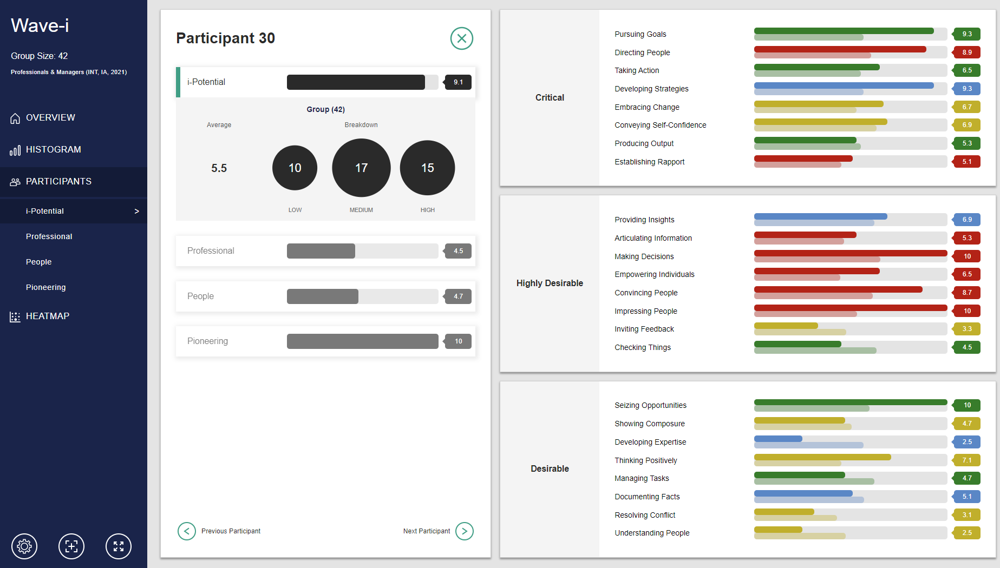 Wave-i
Group Size: 42
Professionals & Managers (INT, IA, 2021)
OVERVIEW
HISTOGRAM
PARTICIPANTS
i-Potential >
Professional
People
Pioneering
HEATMAP
Participant 30
i-Potential 9.1
Group (42)
Average Breakdown
5.5 10 17 15
LOW MEDIUM HIGH
Professional 4.5
People 4.7
Pioneering 10
Previous Participant Next Participant
Critical
Pursuing Goals 9.3
Directing People 8.9
Taking Action 6.5
Developing Strategies 9.3
Embracing Change 6.7
Conveying Self-Confidence 6.9
Producing Output 5.3
Establishing Rapport 5.1
Highly Desirable
Providing Insights 6.9
Articulating Information 5.3
Making Decisions 10
Empowering Individuals 6.5
Convincing People 8.7
Impressing People 10
Inviting Feedback 3.3
Checking Things 4.5
Desirable
Seizing Opportunities 10
Showing Composure 4.7
Developing Expertise 2.5
Thinking Positively 7.1
Managing Tasks 4.7
Documenting Facts 5.1
Resolving Conflict 3.1
Understanding People 2.5